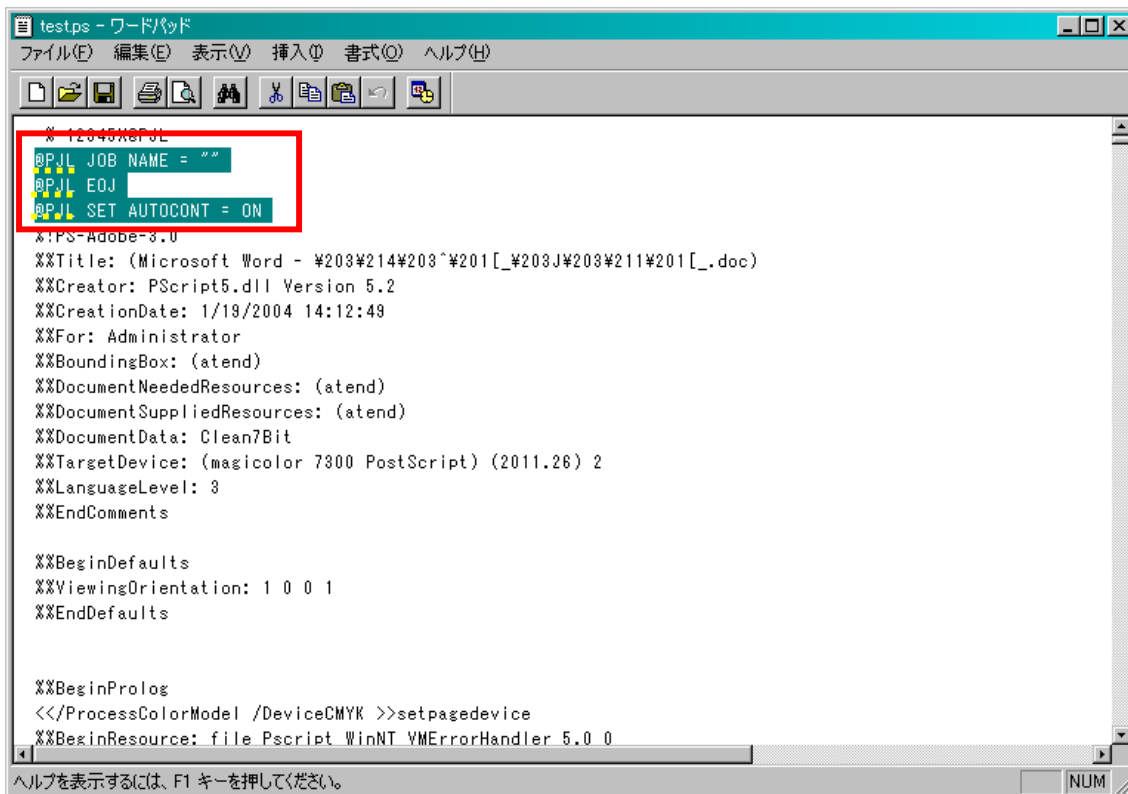 test.ps - ワードパッド
ファイル(F) 編集(E) 表示(V) 挿入(I) 書式(O) ヘルプ(H)
% 12345X@PJL
@PJL JOB NAME = ""
@PJL EOJ
@PJL SET AUTOCONT = ON
%!PS-Adobe-3.0
%%Title: (Microsoft Word - ¥203¥214¥203^¥201[_¥203J¥203¥211¥201[_.doc)
%%Creator: PScript5.dll Version 5.2
%%CreationDate: 1/19/2004 14:12:49
%%For: Administrator
%%BoundingBox: (atend)
%%DocumentNeededResources: (atend)
%%DocumentSuppliedResources: (atend)
%%DocumentData: Clean7Bit
%%TargetDevice: (magicolor 7300 PostScript) (2011.26) 2
%%LanguageLevel: 3
%%EndComments
%%BeginDefaults
%%ViewingOrientation: 1 0 0 1
%%EndDefaults
%%BeginProlog
<</ProcessColorModel /DeviceCMYK >>setpagedevice
%%BeginResource: file Pscript_WinNT_VMErrorHandler 5.0 0
ヘルプを表示するには、F1 キーを押してください。
NUM